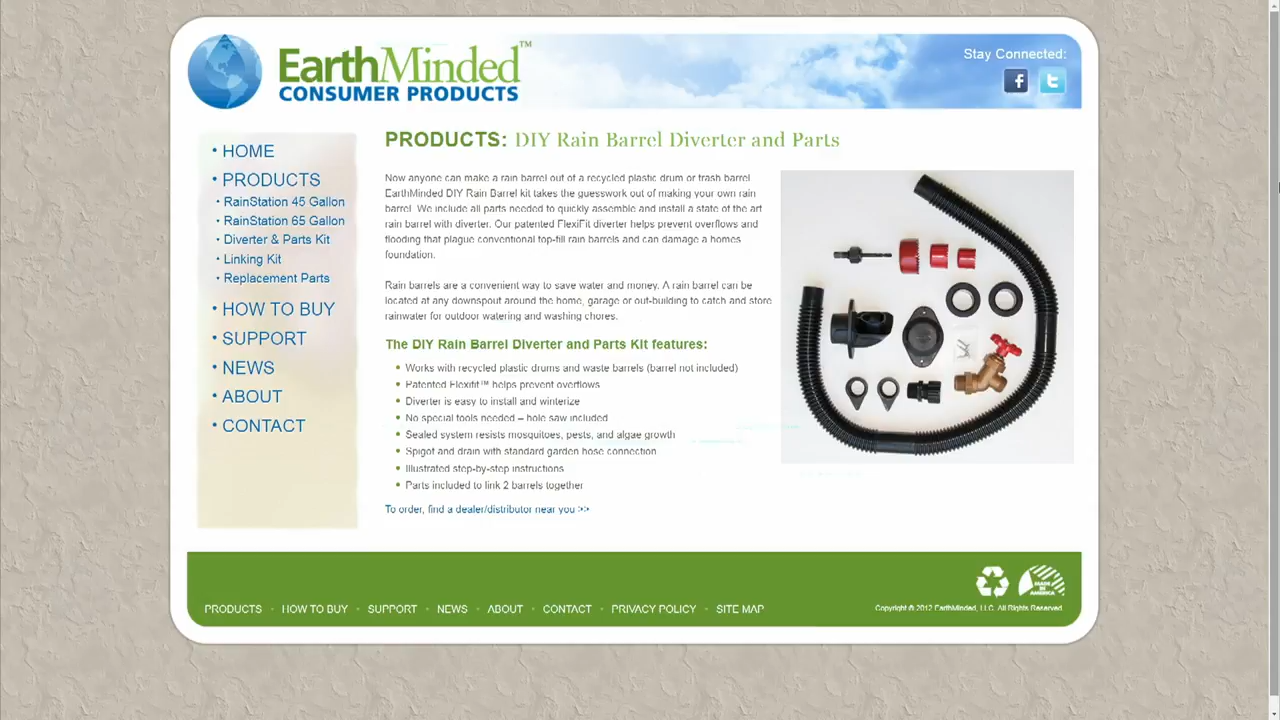 EarthMinded™
CONSUMER PRODUCTS
Stay Connected:
• HOME
• PRODUCTS
• RainStation 45 Gallon
• RainStation 65 Gallon
• Diverter & Parts Kit
• Linking Kit
• Replacement Parts
• HOW TO BUY
• SUPPORT
• NEWS
• ABOUT
• CONTACT
PRODUCTS: DIY Rain Barrel Diverter and Parts
Now anyone can make a rain barrel out of a recycled plastic drum or trash barrel.
EarthMinded DIY Rain Barrel kit takes the guesswork out of making your own rain
barrel. We include all parts needed to quickly assemble and install a state of the art
rain barrel with diverter. Our patented FlexiFit diverter helps prevent overflows and
flooding that plague conventional top-fill rain barrels and can damage a homes
foundation.
Rain barrels are a convenient way to save water and money. A rain barrel can be
located at any downspout around the home, garage or out-building to catch and store
rainwater for outdoor watering and washing chores.
The DIY Rain Barrel Diverter and Parts Kit features:
• Works with recycled plastic drums and waste barrels (barrel not included)
• Patented Flexifit™ helps prevent overflows
• Diverter is easy to install and winterize
• No special tools needed – hole saw included
• Sealed system resists mosquitoes, pests, and algae growth
• Spigot and drain with standard garden hose connection
• Illustrated step-by-step instructions
• Parts included to link 2 barrels together
To order, find a dealer/distributor near you >>
MADE
IN
AMERICA
PRODUCTS • HOW TO BUY • SUPPORT • NEWS • ABOUT • CONTACT • PRIVACY POLICY • SITE MAP
Copyright © 2012 EarthMinded, LLC. All Rights Reserved.